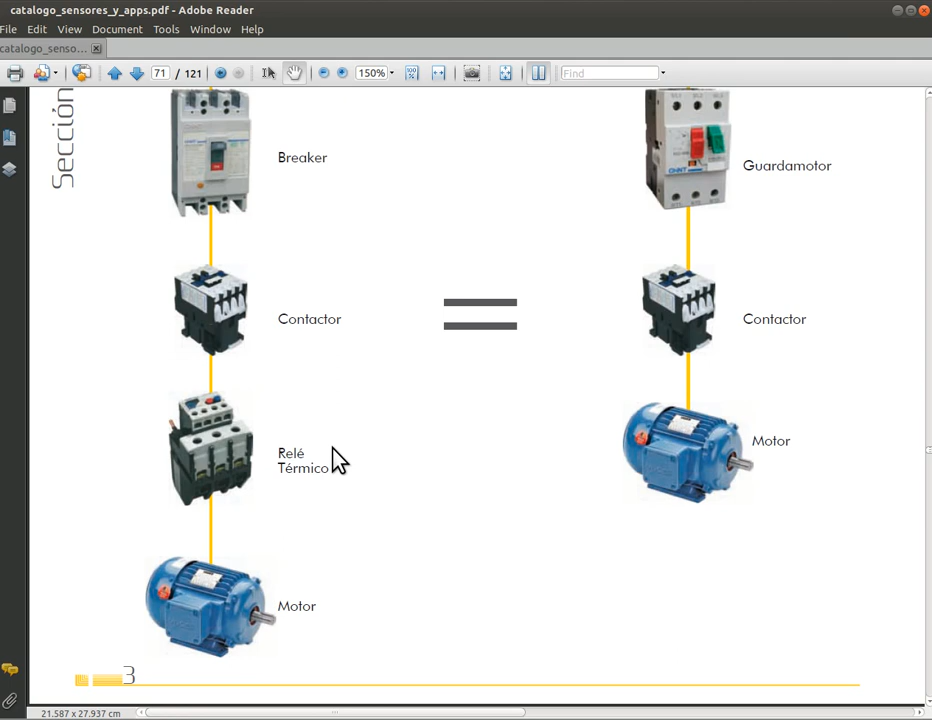 catalogo_sensores_y_apps.pdf - Adobe Reader
File Edit View Document Tools Window Help
catalogo_senso...
71 / 121 150% Find
Sección
Breaker
Guardamotor
CHNT
Contactor
Contactor
Relé
Térmico
Motor
Motor
3
21.587 x 27.937 cm